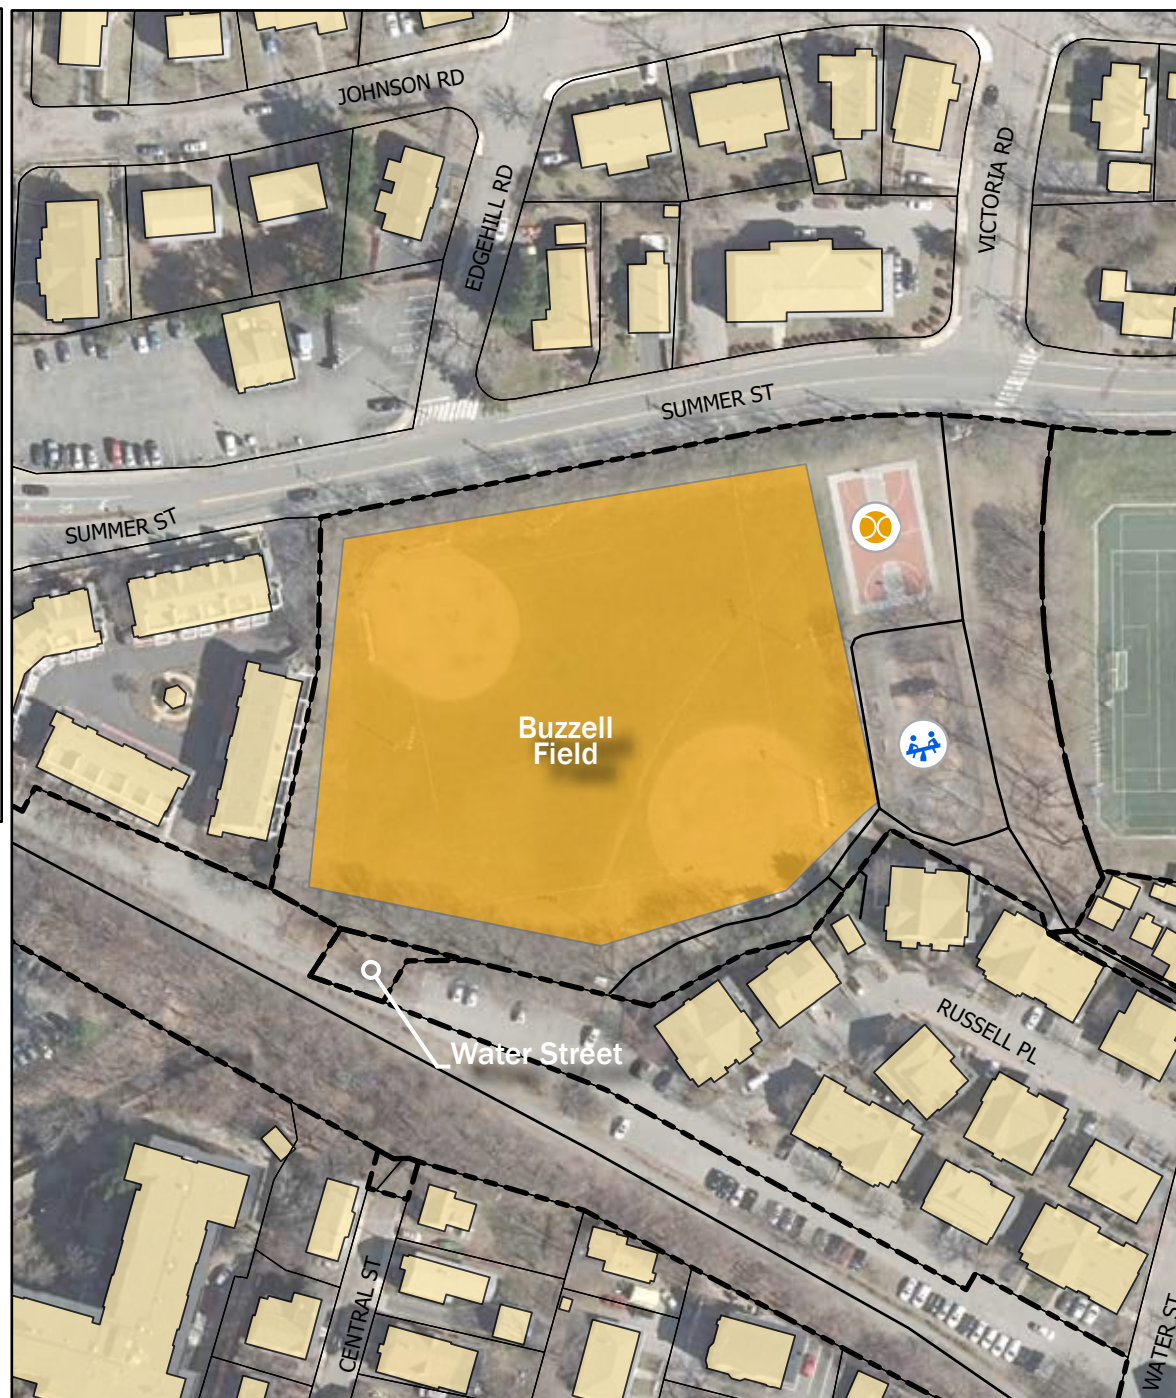 JOHNSON RD
EDGEHILL RD
VICTORIA RD
SUMMER ST
SUMMER ST
Buzzell
Field
Water Street
RUSSELL PL
CENTRAL ST
WATER ST